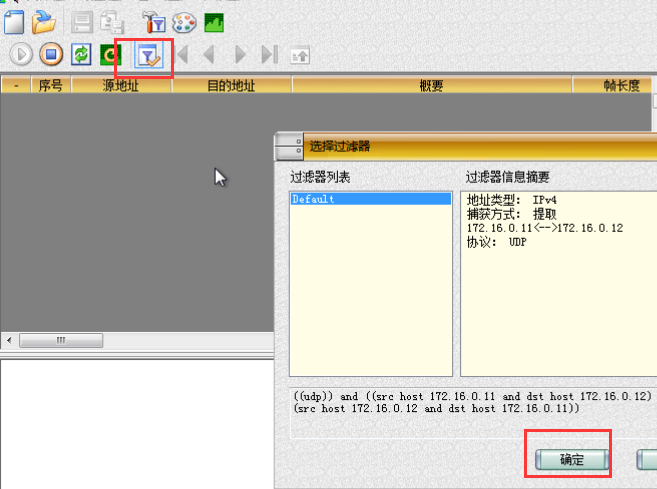 - 序号 源地址 目的地址 概要 帧长度
选择过滤器
过滤器列表 过滤器信息摘要
Default
地址类型: IPv4
捕获方式: 提取
172.16.0.11<-->172.16.0.12
协议: UDP
((udp)) and ((src host 172.16.0.11 and dst host 172.16.0.12)
(src host 172.16.0.12 and dst host 172.16.0.11))
确定